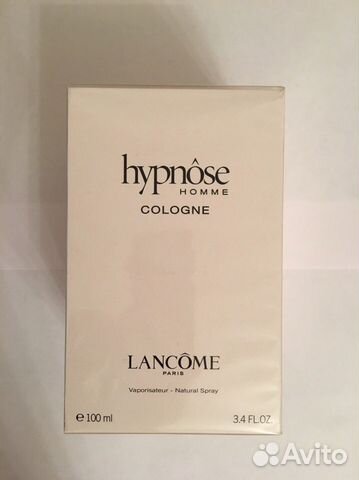 hypnôse
HOMME
COLOGNE
LANCÔME
PARIS
Vaporisateur - Natural Spray
e 100 ml 3.4 FL.OZ.
Avito